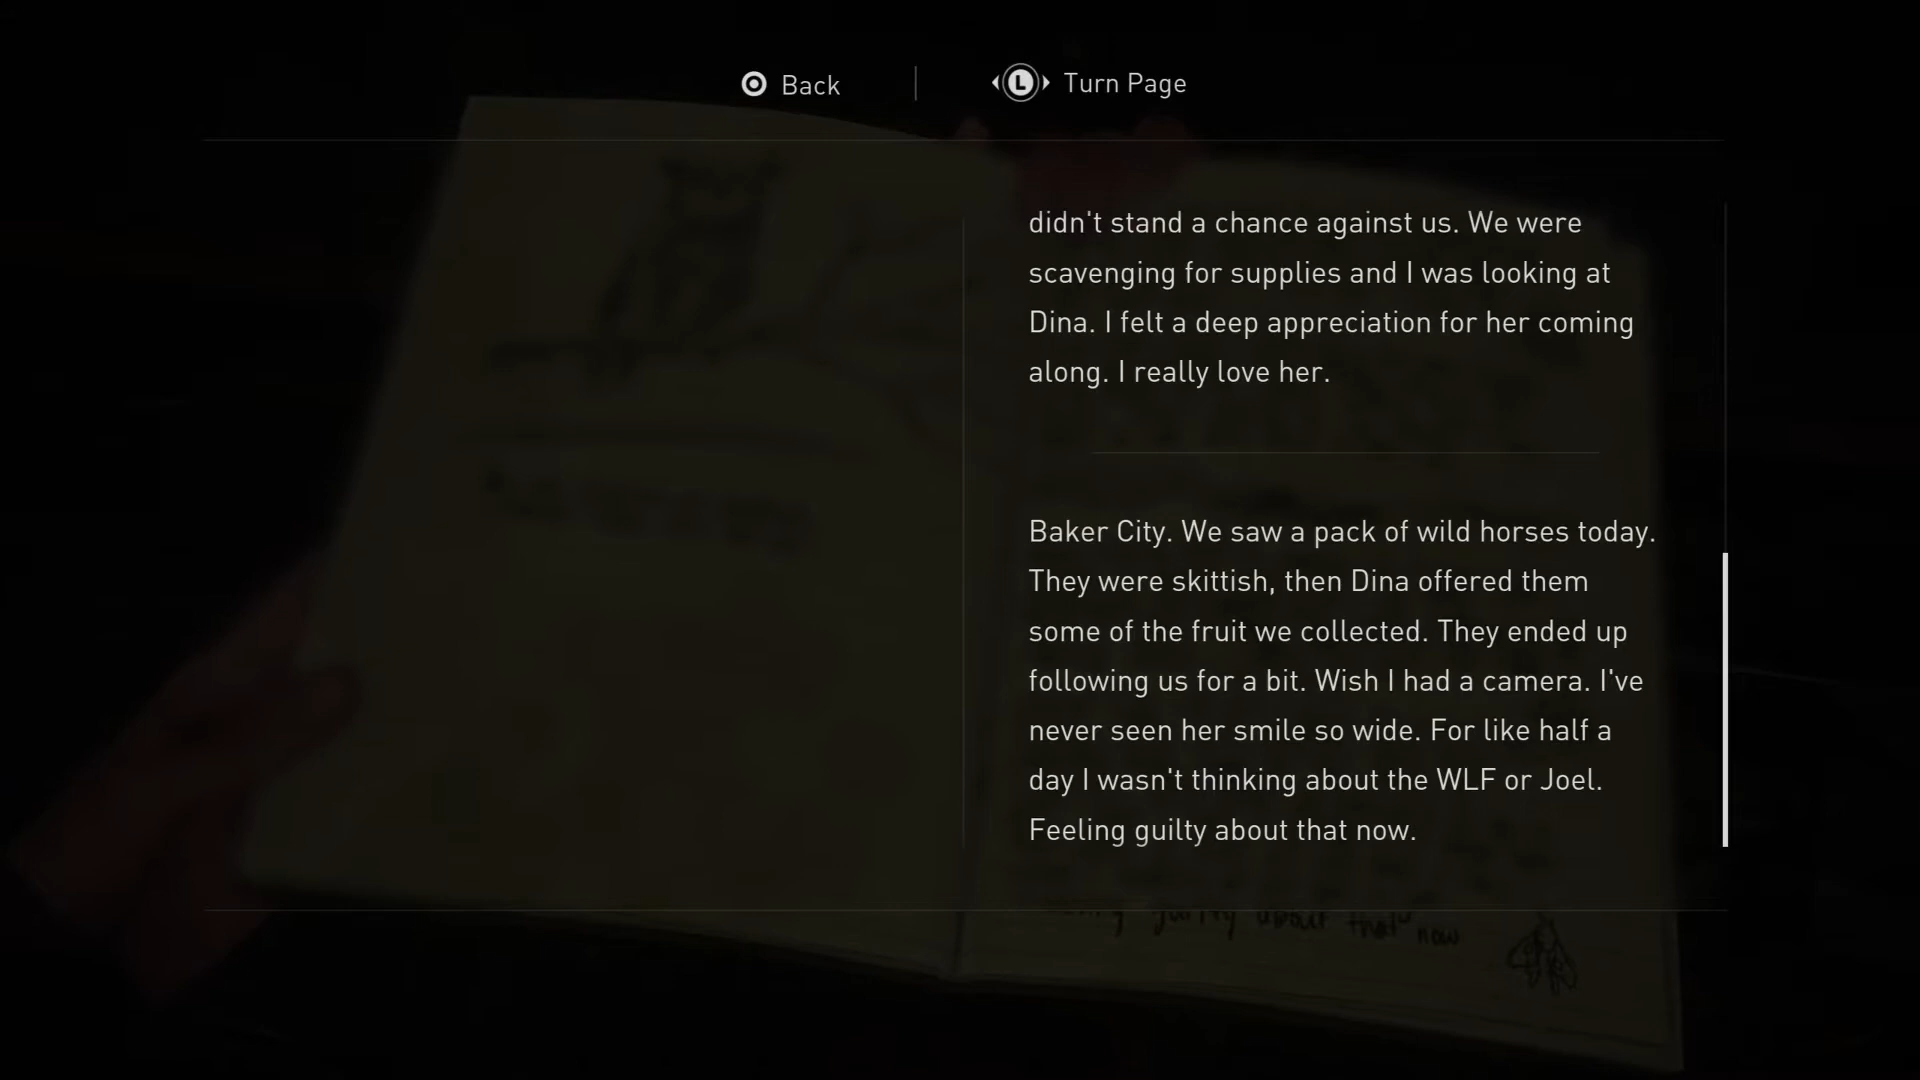 Back
L Turn Page
didn't stand a chance against us. We were
scavenging for supplies and I was looking at
Dina. I felt a deep appreciation for her coming
along. I really love her.
Baker City. We saw a pack of wild horses today.
They were skittish, then Dina offered them
some of the fruit we collected. They ended up
following us for a bit. Wish I had a camera. I've
never seen her smile so wide. For like half a
day I wasn't thinking about the WLF or Joel.
Feeling guilty about that now.
guilty about that now